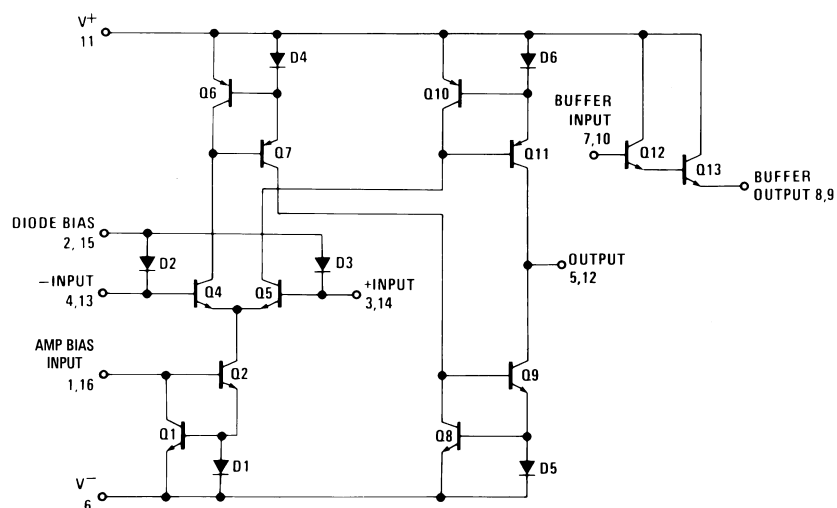 V+
11
D4
D6
Q6
Q10
BUFFER
INPUT
7,10
Q7
Q11
Q12
Q13
BUFFER
OUTPUT 8,9
DIODE BIAS
2, 15
D2
D3
OUTPUT
5,12
−INPUT
4,13
Q4
Q5
+INPUT
3,14
AMP BIAS
INPUT
1,16
Q2
Q9
Q1
Q8
D1
D5
V−
6